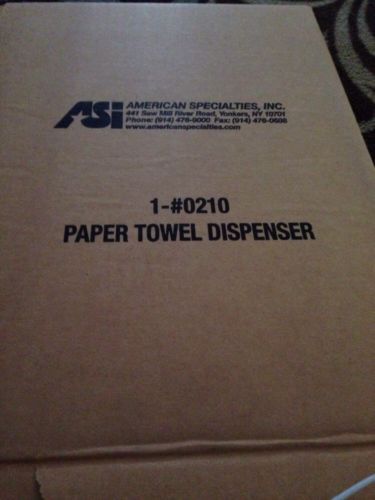 ASi AMERICAN SPECIALTIES, INC.
441 Saw Mill River Road, Yonkers, NY 10701
Phone: (914) 476-9000 Fax: (914) 476-0688
www.americanspecialties.com
1-#0210
PAPER TOWEL DISPENSER